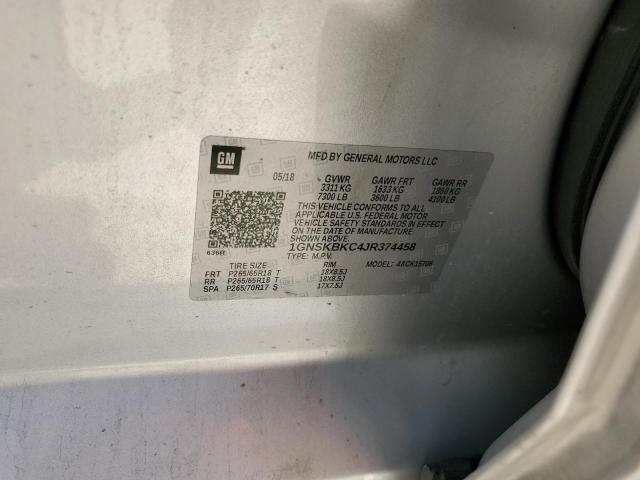 GM
MFD BY GENERAL MOTORS LLC
05/18 GVWR GAWR FRT GAWR RR
3311 KG 1633 KG 1860 KG
7300 LB 3600 LB 4100 LB
THIS VEHICLE CONFORMS TO ALL
APPLICABLE U.S. FEDERAL MOTOR
VEHICLE SAFETY STANDARDS IN EFFECT
ON THE DATE OF MANUFACTURE
SHOWN ABOVE.
1GNSKBKC4JR374458
636R TYPE: M.P.V. MODEL:
TIRE SIZE RIM
FRT P265/65R18 T 18X8.5J
RR P265/65R18 T 18X8.5J
SPA P265/70R17 S 17X7.5J